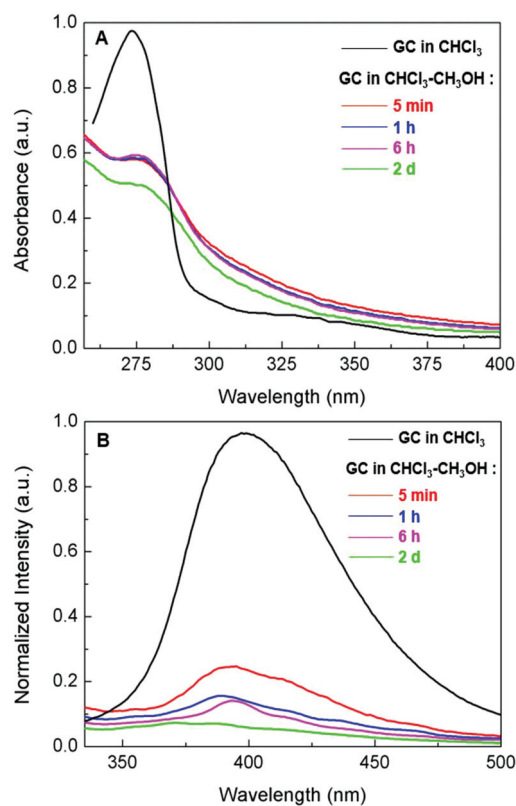 A
GC in CHCl₃
GC in CHCl₃-CH₃OH :
5 min
1 h
6 h
2 d
1.0
0.8
0.6
0.4
0.2
0.0
Absorbance (a.u.)
275 300 325 350 375 400
Wavelength (nm)
B
GC in CHCl₃
GC in CHCl₃-CH₃OH :
5 min
1 h
6 h
2 d
1.0
0.8
0.6
0.4
0.2
0.0
Normalized Intensity (a.u.)
350 400 450 500
Wavelength (nm)